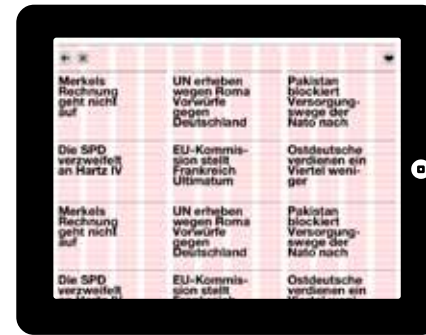 Merkels
Rechnung
geht nicht
auf
UN erheben
wegen Roma
Vorwürfe
gegen
Deutschland
Pakistan
blockiert
Versorgung-
swege der
Nato nach
Die SPD
verzweifelt
an Hartz IV
EU-Kommis-
sion stellt
Frankreich
Ultimatum
Ostdeutsche
verdienen ein
Viertel weni-
ger
Merkels
Rechnung
geht nicht
auf
UN erheben
wegen Roma
Vorwürfe
gegen
Deutschland
Pakistan
blockiert
Versorgung-
swege der
Nato nach
Die SPD
verzweifelt
EU-Kommis-
sion stellt
Ostdeutsche
verdienen ein